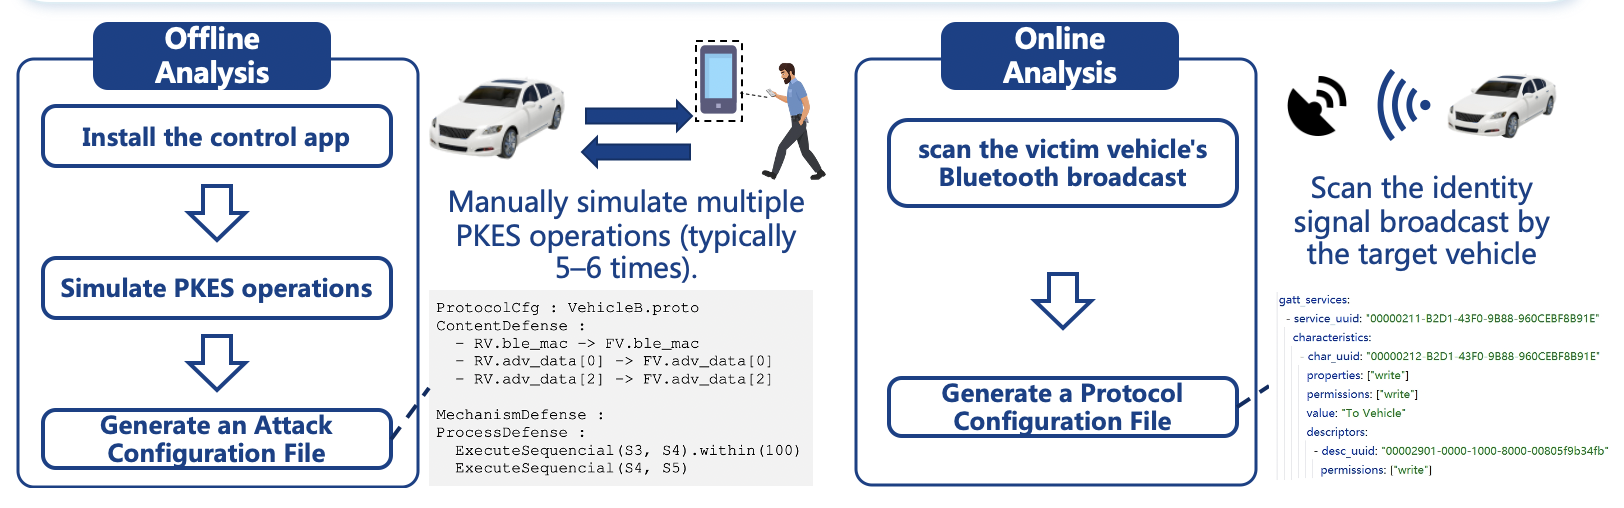 Offline
Analysis
Install the control app
Simulate PKES operations
Generate an Attack
Configuration File
Manually simulate multiple
PKES operations (typically
5–6 times).
ProtocolCfg : VehicleB.proto
ContentDefense :
- RV.ble_mac -> FV.ble_mac
- RV.adv_data[0] -> FV.adv_data[0]
- RV.adv_data[2] -> FV.adv_data[2]
MechanismDefense :
ProcessDefense :
ExecuteSequencial(S3, S4).within(100)
ExecuteSequencial(S4, S5)
Online
Analysis
scan the victim vehicle's
Bluetooth broadcast
Generate a Protocol
Configuration File
Scan the identity
signal broadcast by
the target vehicle
gatt_services:
- service_uuid: "00000211-B2D1-43F0-9B88-960CEBF8B91E"
characteristics:
- char_uuid: "00000212-B2D1-43F0-9B88-960CEBF8B91E"
properties: ["write"]
permissions: ["write"]
value: "To Vehicle"
descriptors:
- desc_uuid: "00002901-0000-1000-8000-00805f9b34fb"
permissions: ["write"]